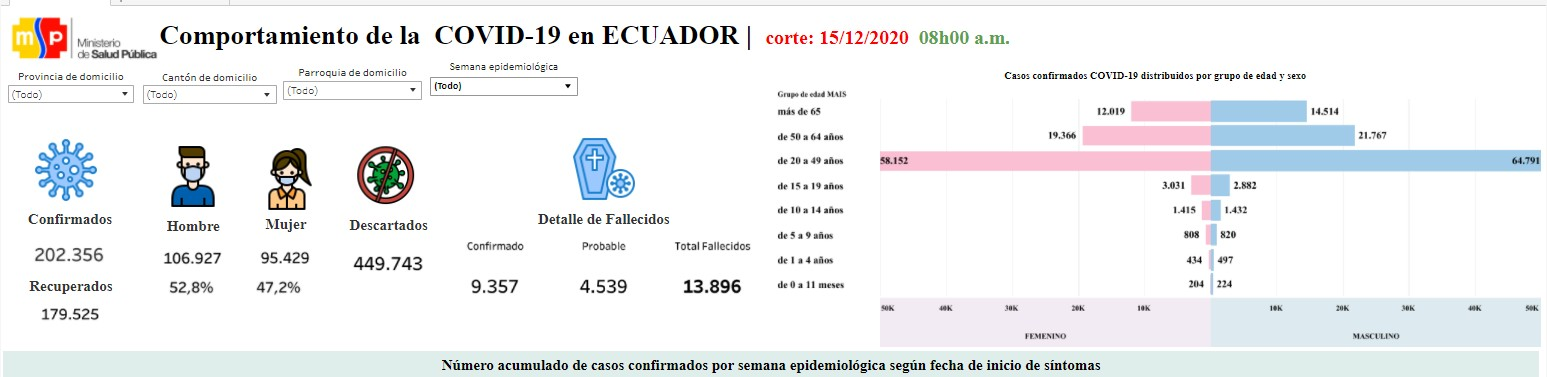 msp
Ministerio
de Salud Pública
Comportamiento de la COVID-19 en ECUADOR | corte: 15/12/2020 08h00 a.m.
Provincia de domicilio
(Todo)
Cantón de domicilio
(Todo)
Parroquia de domicilio
(Todo)
Semana epidemiológica
(Todo)
Confirmados
202.356
Recuperados
179.525
Hombre
106.927
52,8%
Mujer
95.429
47,2%
Descartados
449.743
Detalle de Fallecidos
Confirmado Probable Total Fallecidos
9.357 4.539 13.896
Casos confirmados COVID-19 distribuidos por grupo de edad y sexo
Grupo de edad MAIS
más de 65 12.019 14.514
de 50 a 64 años 19.366 21.767
de 20 a 49 años 58.152 64.791
de 15 a 19 años 3.031 2.882
de 10 a 14 años 1.415 1.432
de 5 a 9 años 808 820
de 1 a 4 años 434 497
de 0 a 11 meses 204 224
50K 40K 30K 20K 10K 10K 20K 30K 40K 50K
FEMENINO MASCULINO
Número acumulado de casos confirmados por semana epidemiológica según fecha de inicio de síntomas